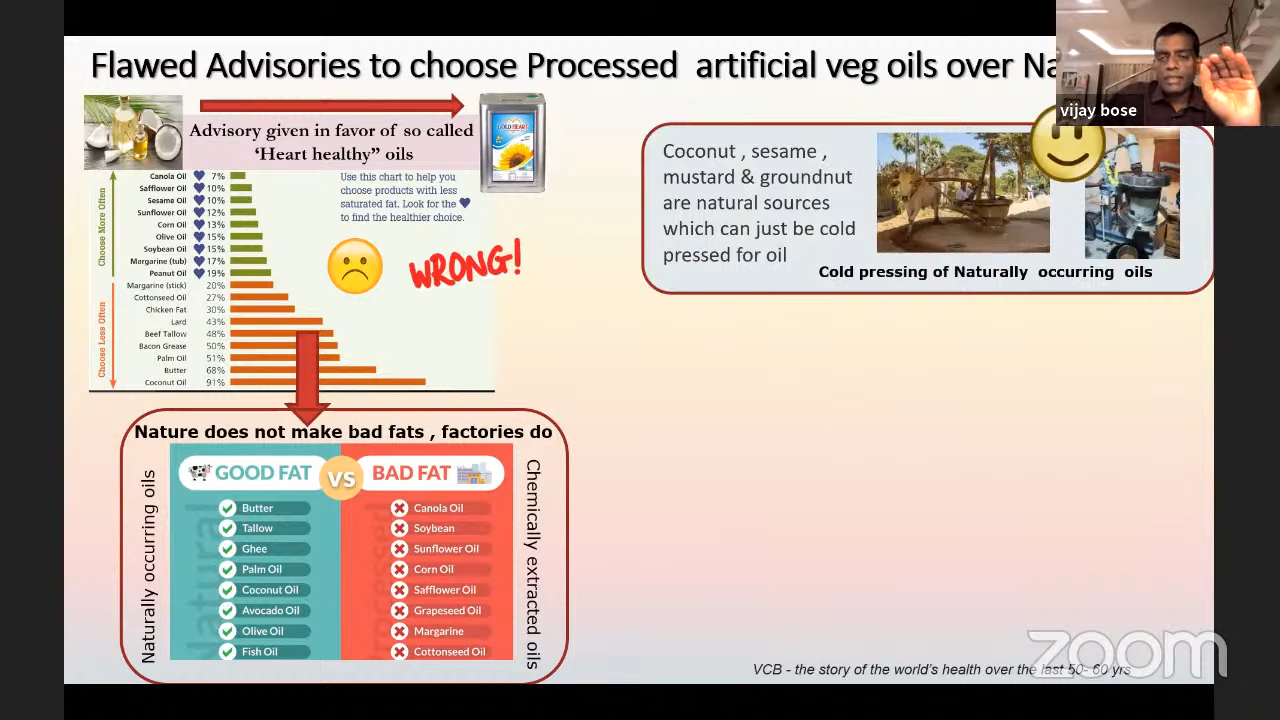 Flawed Advisories to choose Processed artificial veg oils over Na
vijay bose
Advisory given in favor of so called
‘Heart healthy” oils
GOLD HEART
Choose More Often
Choose Less Often
Canola Oil 7%
Safflower Oil 10%
Sesame Oil 10%
Sunflower Oil 12%
Corn Oil 13%
Olive Oil 15%
Soybean Oil 15%
Margarine (tub) 17%
Peanut Oil 19%
Margarine (stick) 20%
Cottonseed Oil 27%
Chicken Fat 30%
Lard 43%
Beef Tallow 48%
Bacon Grease 50%
Palm Oil 51%
Butter 68%
Coconut Oil 91%
Use this chart to help you
choose products with less
saturated fat. Look for the
to find the healthier choice.
WRONG!
Coconut , sesame ,
mustard & groundnut
are natural sources
which can just be cold
pressed for oil
Cold pressing of Naturally occurring oils
Nature does not make bad fats , factories do
Naturally occurring oils
GOOD FAT
VS
BAD FAT
Natural
Butter
Tallow
Ghee
Palm Oil
Coconut Oil
Avocado Oil
Olive Oil
Fish Oil
Processed
Canola Oil
Soybean
Sunflower Oil
Corn Oil
Safflower Oil
Grapeseed Oil
Margarine
Cottonseed Oil
Chemically extracted oils
VCB - the story of the world's health over the last 50- 60 yrs
zoom